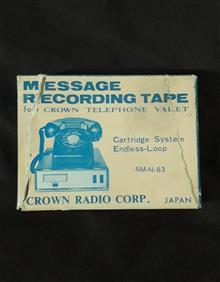 MESSAGE
RECORDING TAPE
for CROWN TELEPHONE VALET
Cartridge System
Endless-Loop
AM-N-83
CROWN RADIO CORP. JAPAN